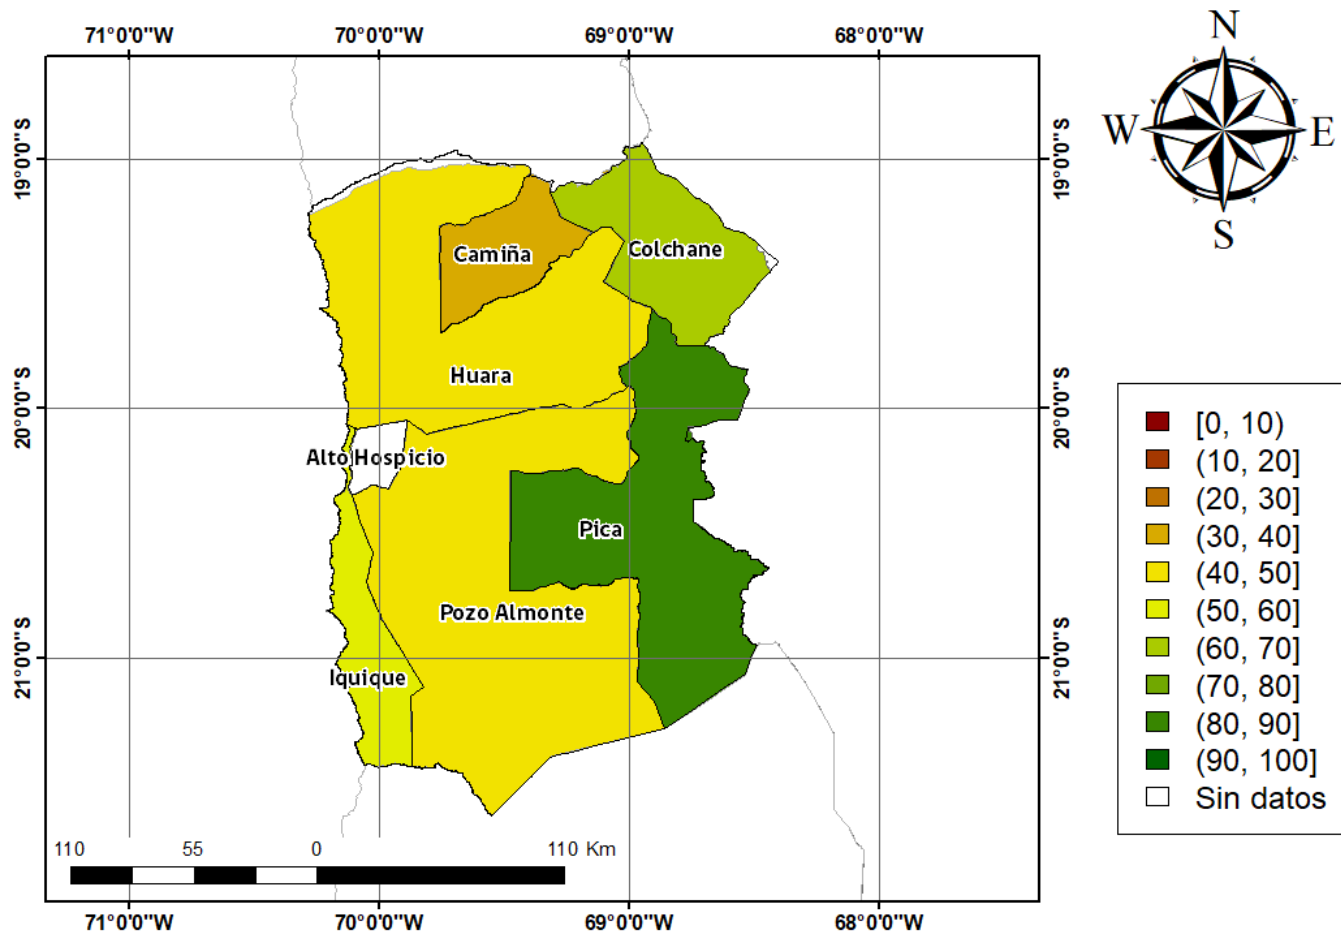 71°0'0"W 70°0'0"W 69°0'0"W 68°0'0"W
N
W E
S
19°0'0"S 19°0'0"S
Camiña
Colchane
Huara
20°0'0"S 20°0'0"S
Alto Hospicio
Pica
Pozo Almonte
21°0'0"S 21°0'0"S
Iquique
110 55 0 110 Km
71°0'0"W 70°0'0"W 69°0'0"W 68°0'0"W
[0, 10)
(10, 20]
(20, 30]
(30, 40]
(40, 50]
(50, 60]
(60, 70]
(70, 80]
(80, 90]
(90, 100]
Sin datos